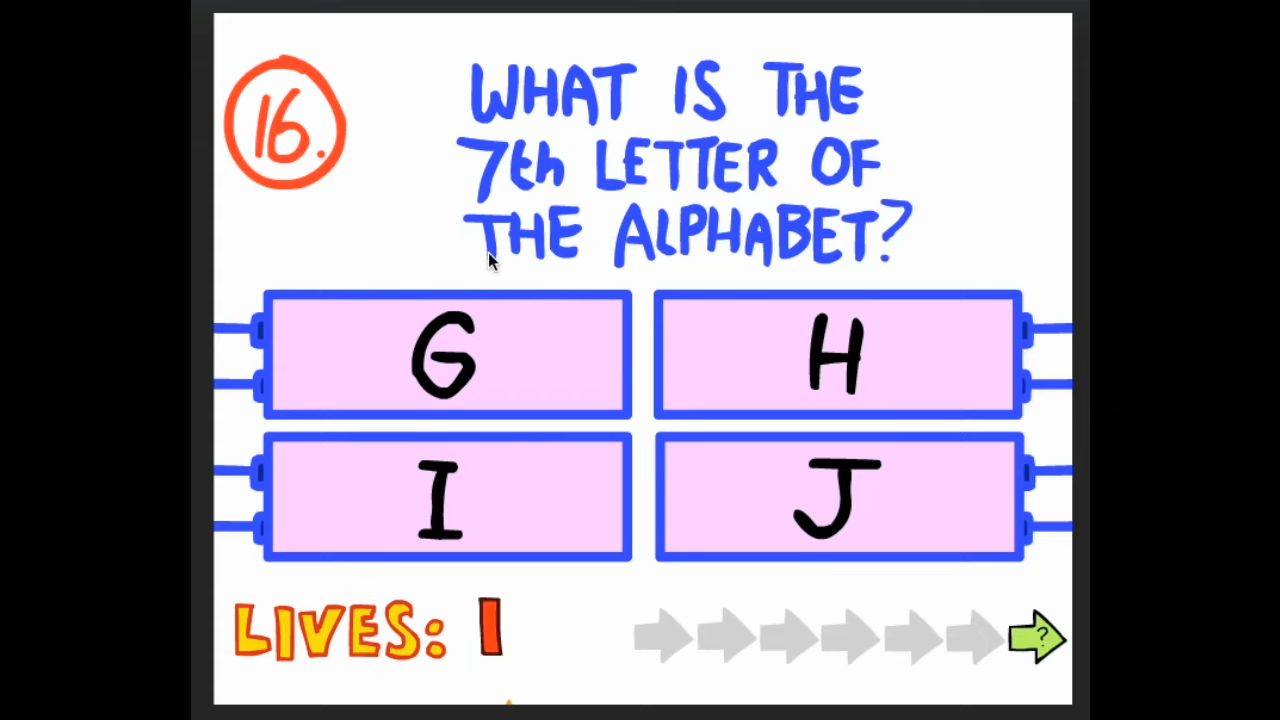 16.
WHAT IS THE
7th LETTER OF
THE ALPHABET?
G
H
I
J
LIVES: 1
?